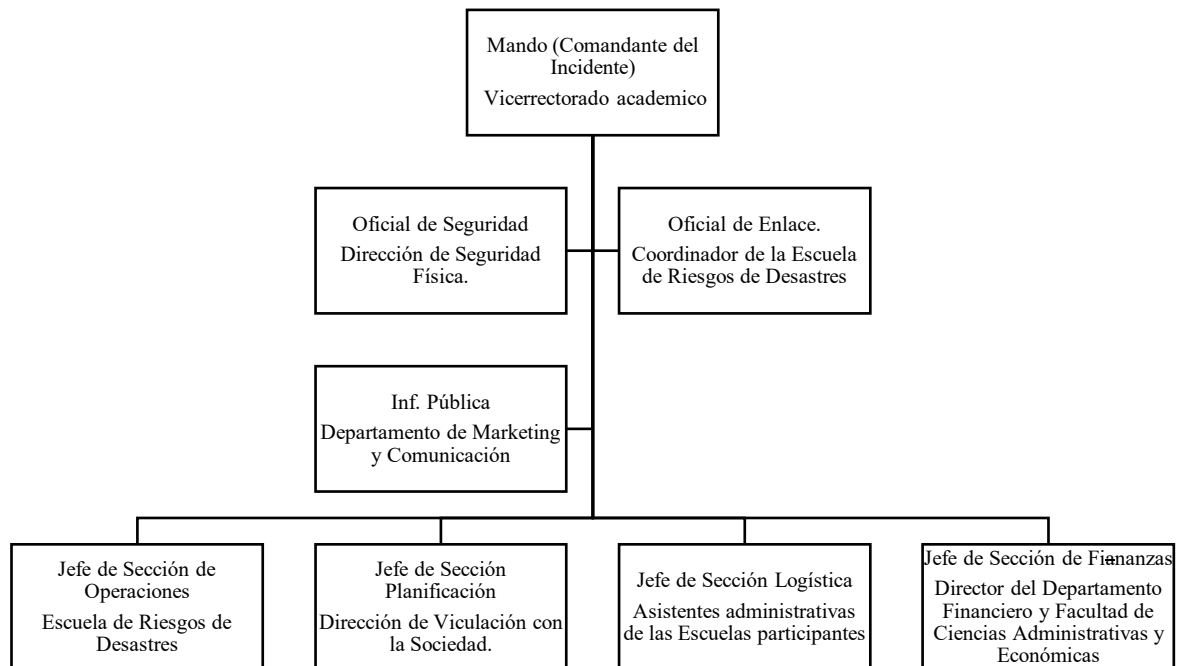 Mando (Comandante del
Incidente)
Vicerrectorado academico
Oficial de Seguridad
Dirección de Seguridad
Física.
Oficial de Enlace.
Coordinador de la Escuela
de Riesgos de Desastres
Inf. Pública
Departamento de Marketing
y Comunicación
Jefe de Sección de
Operaciones
Escuela de Riesgos de
Desastres
Jefe de Sección
Planificación
Dirección de Viculación con
la Sociedad.
Jefe de Sección Logística
Asistentes administrativas
de las Escuelas participantes
Jefe de Sección de Fiinanzas
Director del Departamento
Financiero y Facultad de
Ciencias Administrativas y
Económicas